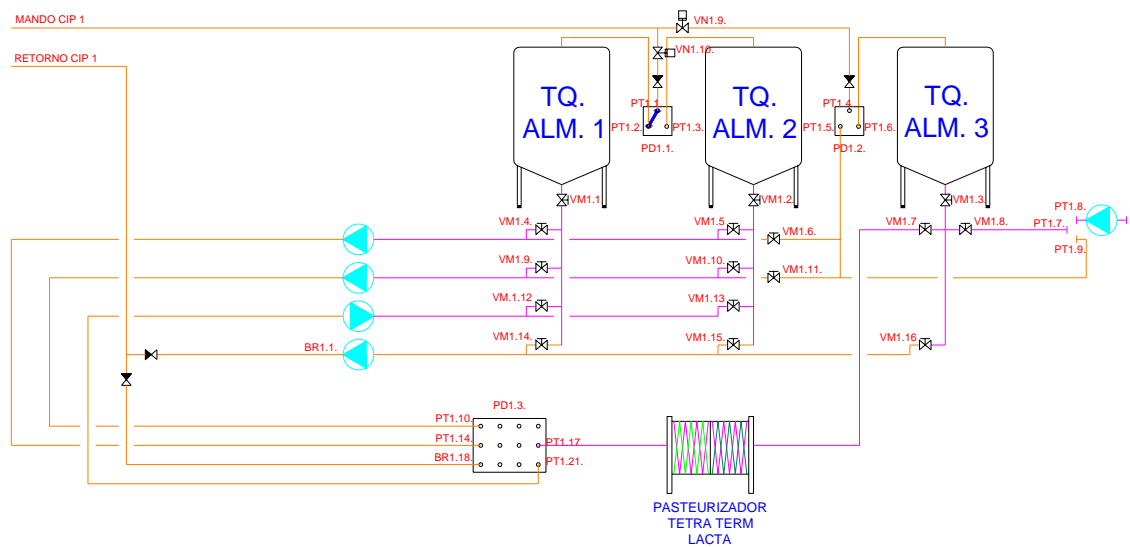 MANDO CIP 1
VN1.9.
RETORNO CIP 1
VN1.10.
TQ.
ALM. 1
TQ.
ALM. 2
TQ.
ALM. 3
PT1.1.
PT1.2.
PT1.3.
PD1.1.
PT1.4.
PT1.5.
PT1.6.
PD1.2.
VM1.1
VM1.2.
VM1.3.
VM1.4.
VM1.5
VM1.6.
VM1.7
VM1.8.
PT1.8.
PT1.7.
PT1.9.
VM1.9.
VM1.10.
VM1.11.
VM.1.12
VM1.13
VM1.14.
VM1.15.
VM1.16
BR1.1.
PD1.3.
PT1.10.
PT1.14.
PT1.17.
BR1.18.
PT1.21.
PASTEURIZADOR
TETRA TERM
LACTA